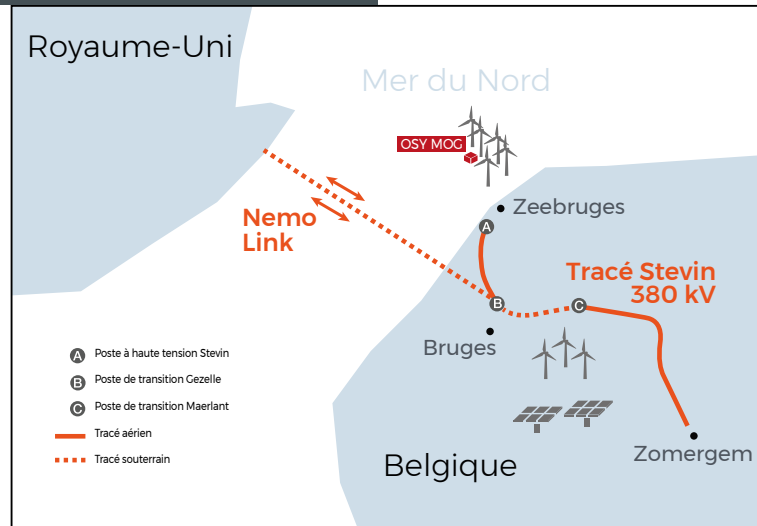 Royaume-Uni
Mer du Nord
OSY MOG
Zeebruges
A
Nemo
Link
Tracé Stevin
380 kV
B
C
Bruges
A Poste à haute tension Stevin
B Poste de transition Gezelle
C Poste de transition Maerlant
Tracé aérien
Tracé souterrain
Zomergem
Belgique